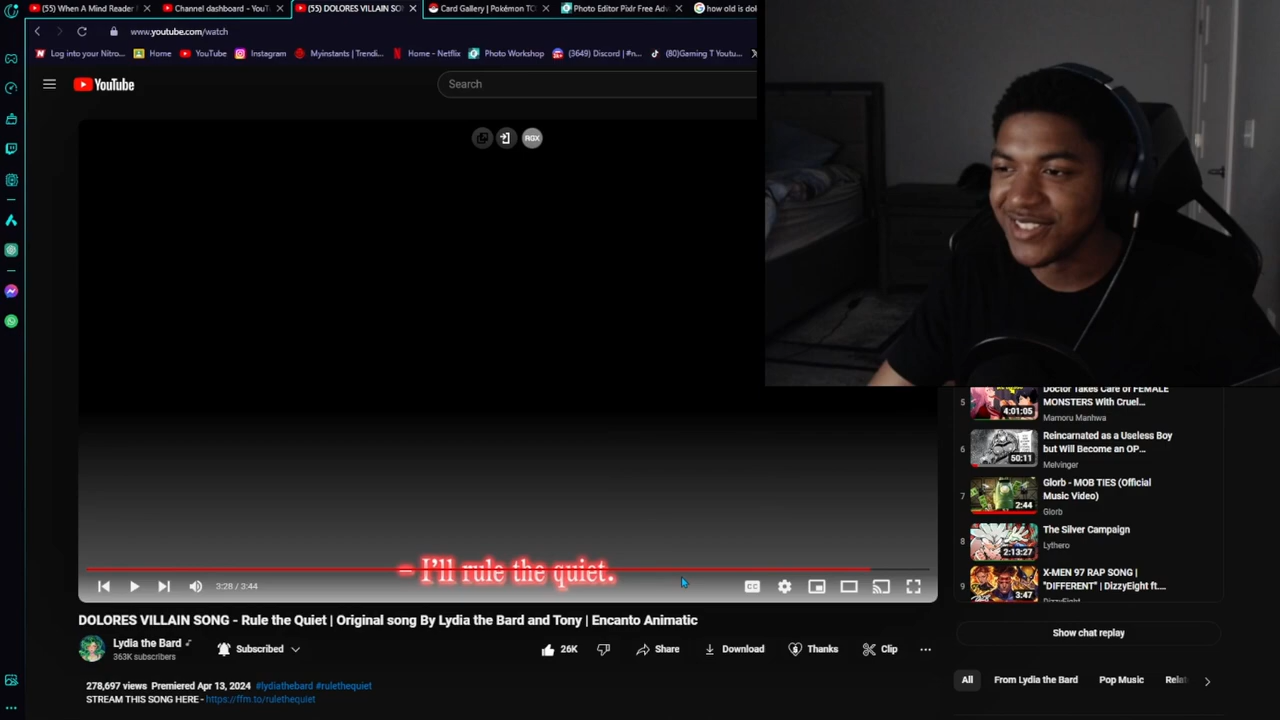 (55) When A Mind Reader
Channel dashboard - YouT
(55) DOLORES VILLAIN SO
Card Gallery | Pokémon TC
Photo Editor Pixlr Free Adv
how old is dol
www.youtube.com/watch
Log into your Nitro...
Home
YouTube
Instagram
Myinstants | Trendi...
Home - Netflix
Photo Workshop
(3649) Discord | #n...
(80)Gaming T Youtu...
YouTube
Search
RGX
– I'll rule the quiet.
3:28 / 3:44
CC
DOLORES VILLAIN SONG - Rule the Quiet | Original song By Lydia the Bard and Tony | Encanto Animatic
Lydia the Bard
363K subscribers
Subscribed
26K
Share
Download
Thanks
Clip
278,697 views Premiered Apr 13, 2024 #lydiathebard #rulethequiet
STREAM THIS SONG HERE - https://ffm.to/rulethequiet
5
4:01:05
Doctor Takes Care of FEMALE
MONSTERS With Cruel...
Mamoru Manhwa
6
50:11
Reincarnated as a Useless Boy
but Will Become an OP...
Melvinger
7
2:44
Glorb - MOB TIES (Official
Music Video)
Glorb
8
2:13:27
The Silver Campaign
Lythero
9
3:47
X-MEN 97 RAP SONG |
"DIFFERENT" | DizzyEight ft...
DizzyEight
Show chat replay
All
From Lydia the Bard
Pop Music
Relat